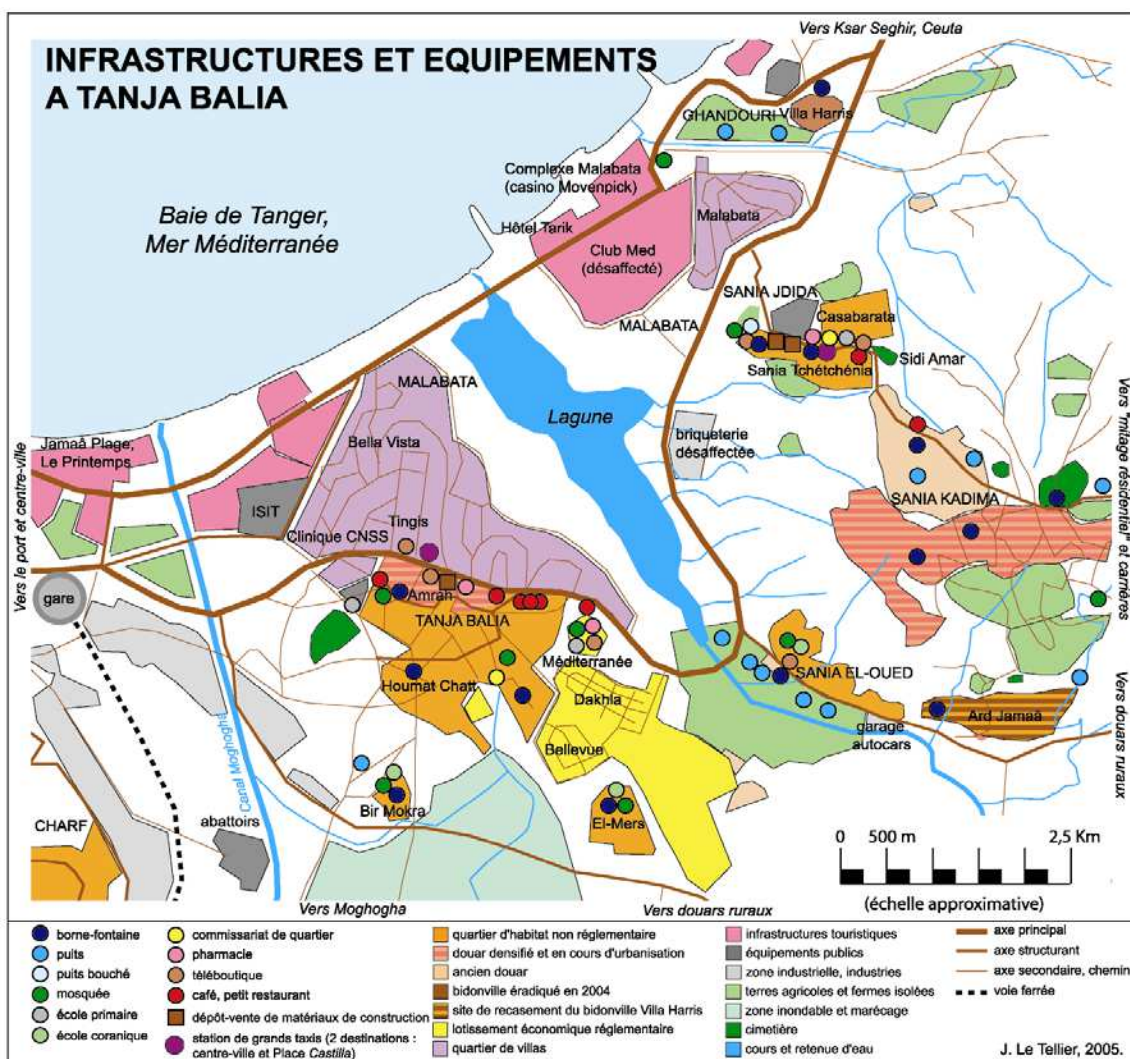 INFRASTRUCTURES ET EQUIPEMENTS
A TANJA BALIA
Vers Ksar Seghir, Ceuta
GHANDOURI
Villa Harris
Complexe Malabata
(casino Movenpick)
Baie de Tanger,
Mer Méditerranée
Hôtel Tarik
Malabata
Club Med
(désaffecté)
SANIA JDIDA
Casabarata
MALABATA
Sania Tchétchénia
Sidi Amar
MALABATA
Lagune
Bella Vista
briqueterie
désaffectée
Jamaâ Plage,
Le Printemps
Vers le port et centre-ville
Vers "mitage résidentiel" et carrières
SANIA KADIMA
ISIT
Tingis
Clinique CNSS
gare
Amrah
TANJA BALIA
Méditerranée
SANIA EL-OUED
Houmat Chatt
Dakhla
Ard Jamaâ
garage
autocars
Vers douars ruraux
Bellevue
Canal Moghogha
Bir Mokra
El-Mers
abattoirs
CHARF
0 500 m 2,5 Km
(échelle approximative)
Vers Moghogha
Vers douars ruraux
borne-fontaine
puits
puits bouché
mosquée
école primaire
école coranique
commissariat de quartier
pharmacie
téléboutique
café, petit restaurant
dépôt-vente de matériaux de construction
station de grands taxis (2 destinations :
centre-ville et Place Castilla)
quartier d'habitat non réglementaire
douar densifié et en cours d'urbanisation
ancien douar
bidonville éradiqué en 2004
site de recasement du bidonville Villa Harris
lotissement économique réglementaire
quartier de villas
infrastructures touristiques
équipements publics
zone industrielle, industries
terres agricoles et fermes isolées
zone inondable et marécage
cimetière
cours et retenue d'eau
axe principal
axe structurant
axe secondaire, chemin
voie ferrée
J. Le Tellier, 2005.